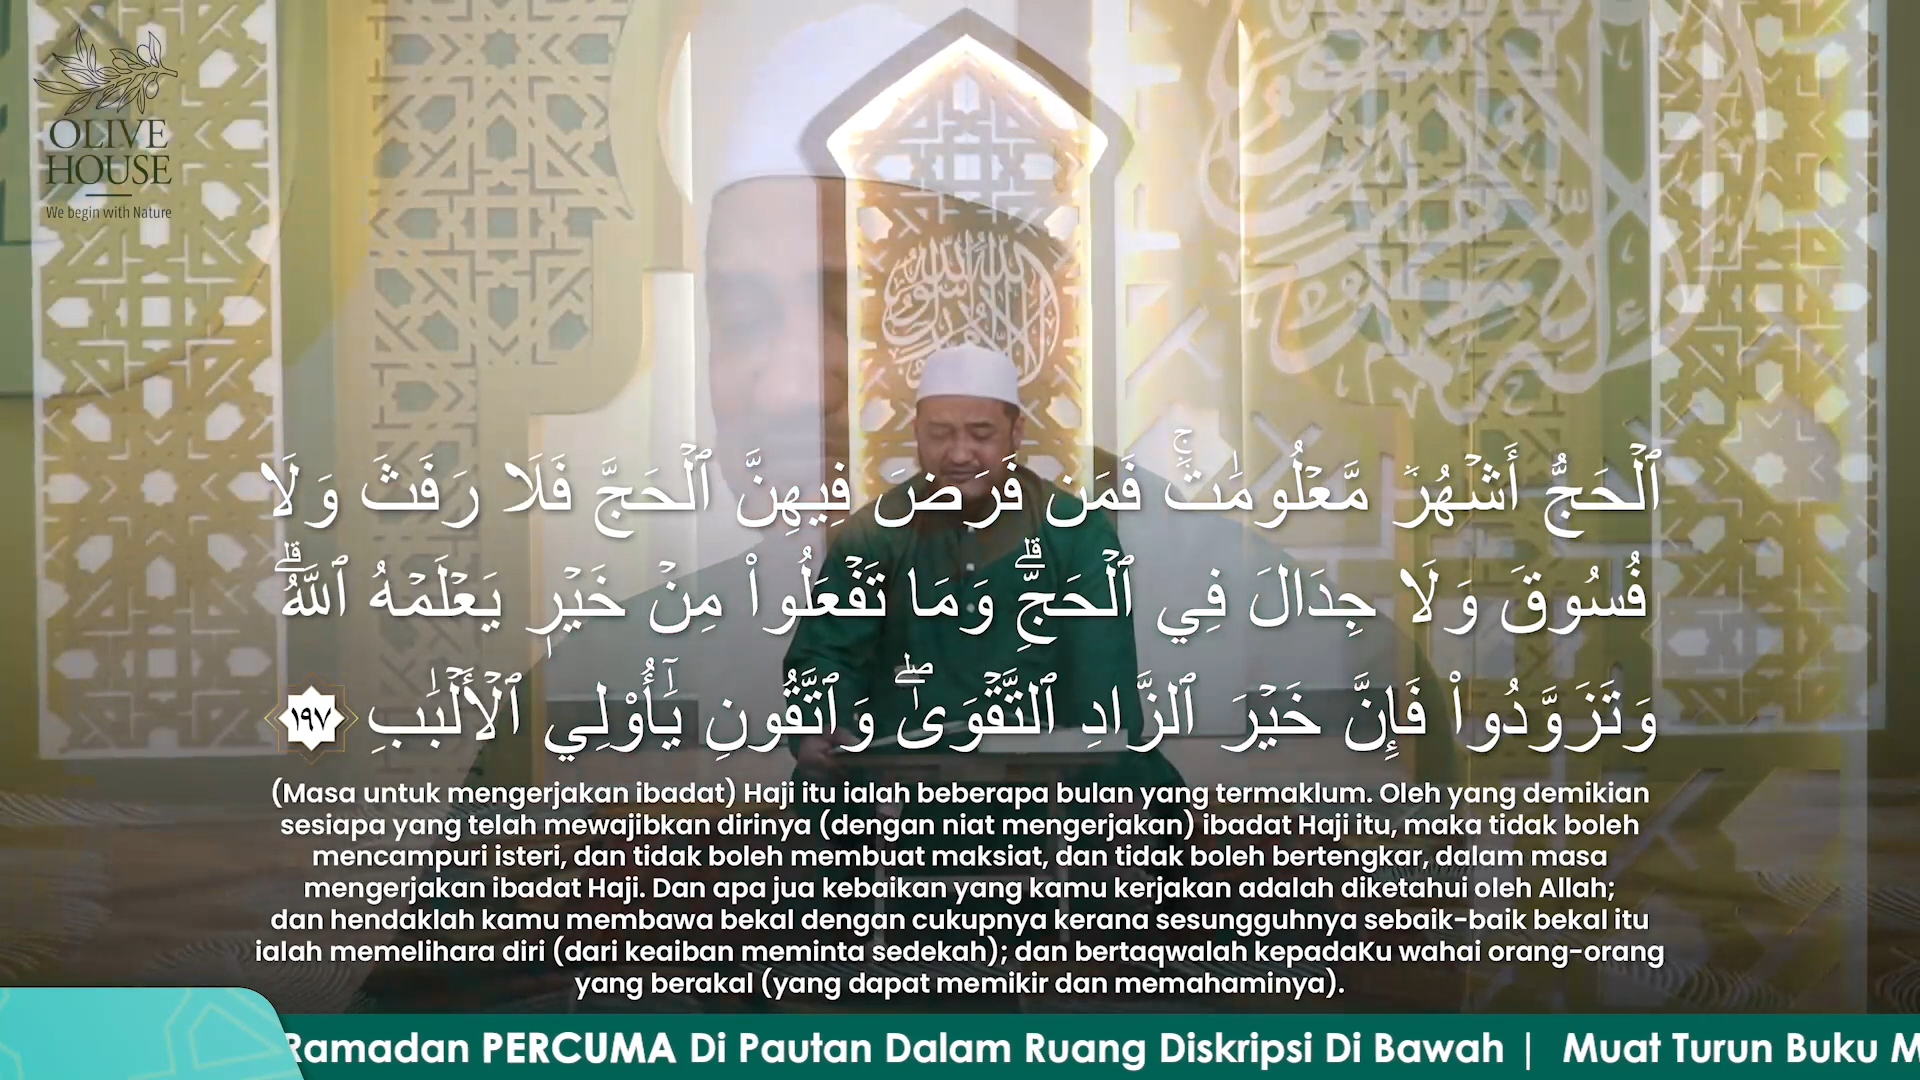 OLIVE
HOUSE
We begin with Nature
ٱلۡحَجُّ أَشۡهُرٞ مَّعۡلُومَٰتٞۚ فَمَن فَرَضَ فِيهِنَّ ٱلۡحَجَّ فَلَا رَفَثَ وَلَا
فُسُوقَ وَلَا جِدَالَ فِي ٱلۡحَجِّۗ وَمَا تَفۡعَلُواْ مِنۡ خَيۡرٖ يَعۡلَمۡهُ ٱللَّهُۗ
وَتَزَوَّدُواْ فَإِنَّ خَيۡرَ ٱلزَّادِ ٱلتَّقۡوَىٰۖ وَٱتَّقُونِ يَٰٓأُوْلِي ٱلۡأَلۡبَٰبِ ١٩٧
(Masa untuk mengerjakan ibadat) Haji itu ialah beberapa bulan yang termaklum. Oleh yang demikian
sesiapa yang telah mewajibkan dirinya (dengan niat mengerjakan) ibadat Haji itu, maka tidak boleh
mencampuri isteri, dan tidak boleh membuat maksiat, dan tidak boleh bertengkar, dalam masa
mengerjakan ibadat Haji. Dan apa jua kebaikan yang kamu kerjakan adalah diketahui oleh Allah;
dan hendaklah kamu membawa bekal dengan cukupnya kerana sesungguhnya sebaik-baik bekal itu
ialah memelihara diri (dari keaiban meminta sedekah); dan bertaqwalah kepadaKu wahai orang-orang
yang berakal (yang dapat memikir dan memahaminya).
Ramadan PERCUMA Di Pautan Dalam Ruang Diskripsi Di Bawah | Muat Turun Buku